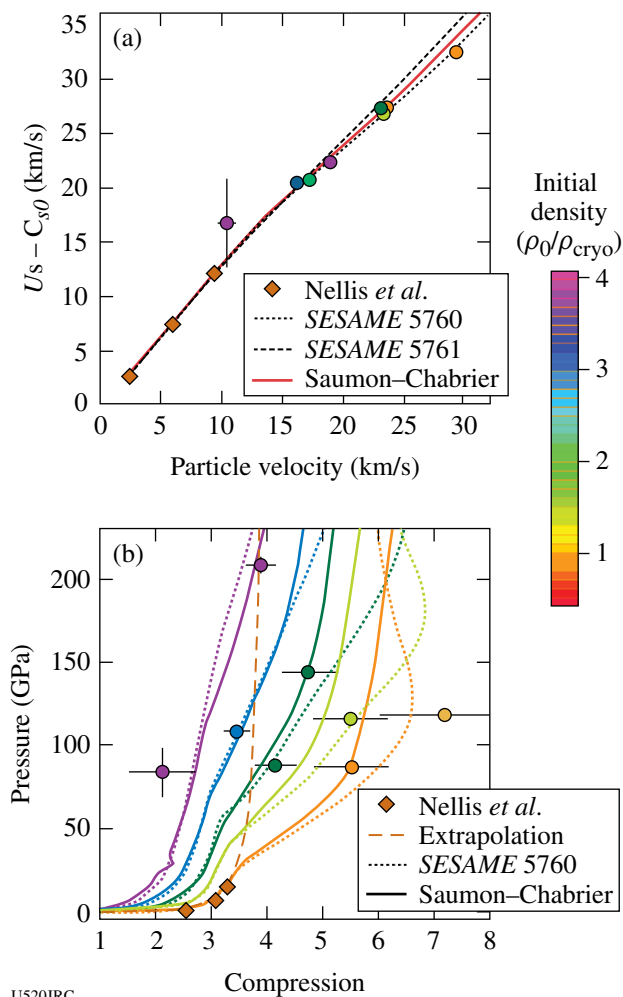 (a)
35
30
25
20
15
10
5
0
Us – C_s0 (km/s)
Nellis et al.
SESAME 5760
SESAME 5761
Saumon–Chabrier
0 5 10 15 20 25 30
Particle velocity (km/s)
Initial
density
(ρ0/ρcryo)
4
3
2
1
(b)
200
150
100
50
0
Pressure (GPa)
Nellis et al.
Extrapolation
SESAME 5760
Saumon–Chabrier
1 2 3 4 5 6 7 8
Compression
U520JRC